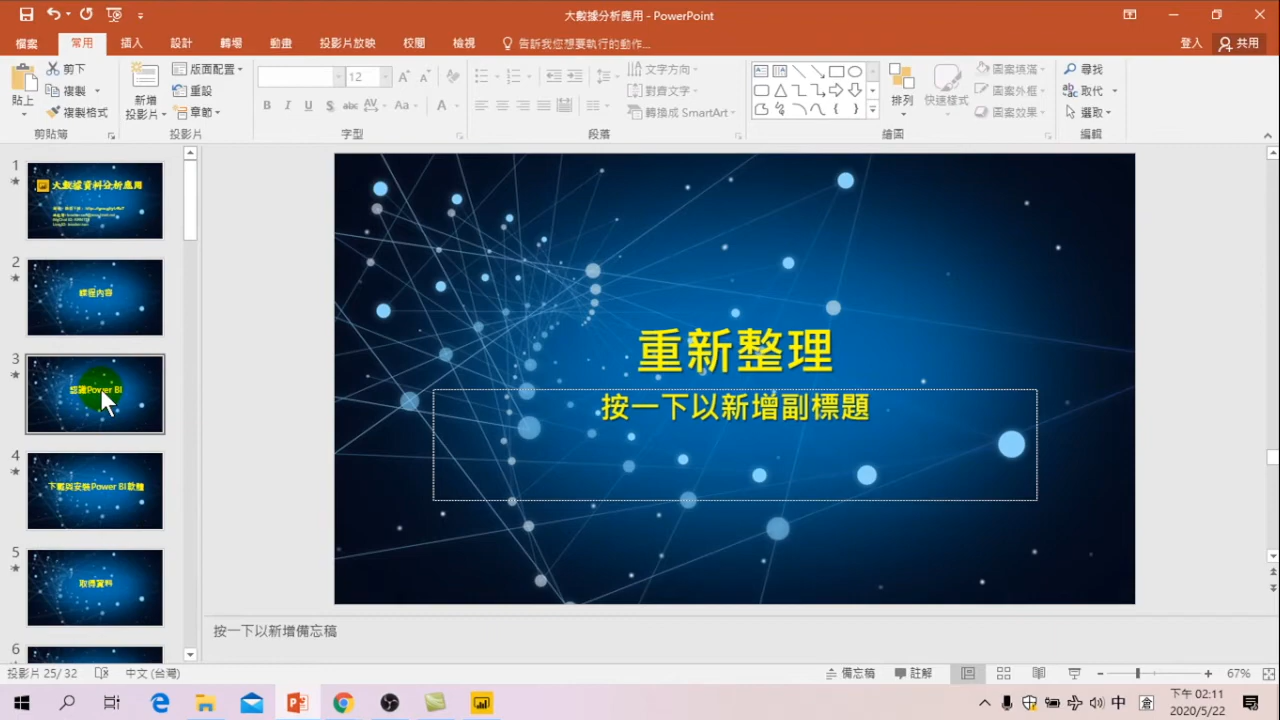 大數據分析應用 - PowerPoint
檔案 常用 插入 設計 轉場 動畫 投影片放映 校閱 檢視 告訴我您想要執行的動作... 登入 共用
貼上 剪下 複製 複製格式
新增投影片 版面配置 重設 章節
12
B I U S abc AV Aa A
文字方向
對齊文字
轉換成 SmartArt
排列 快速樣式
圖案填滿
圖案外框
圖案效果
尋找
取代
選取
剪貼簿 投影片 字型 段落 繪圖 編輯
1
大數據資料分析應用
2
課程內容
3
認識Power BI
4
下載與安裝Power BI軟體
5
取得資料
6
重新整理
按一下以新增副標題
按一下以新增備忘稿
投影片 25/ 32 中文 (台灣) 備忘稿 註解 67%
中 下午 02:11
2020/5/22